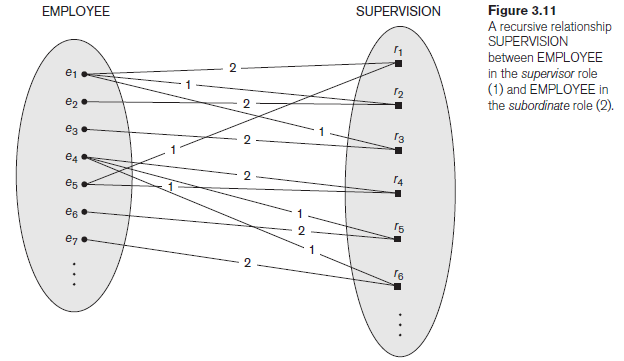 EMPLOYEE
SUPERVISION
Figure 3.11
A recursive relationship
SUPERVISION
between EMPLOYEE
in the supervisor role
(1) and EMPLOYEE in
the subordinate role (2).
e1
e2
e3
e4
e5
e6
e7
2
1
2
1
2
1
2
1
1
2
1
2
r1
r2
r3
r4
r5
r6